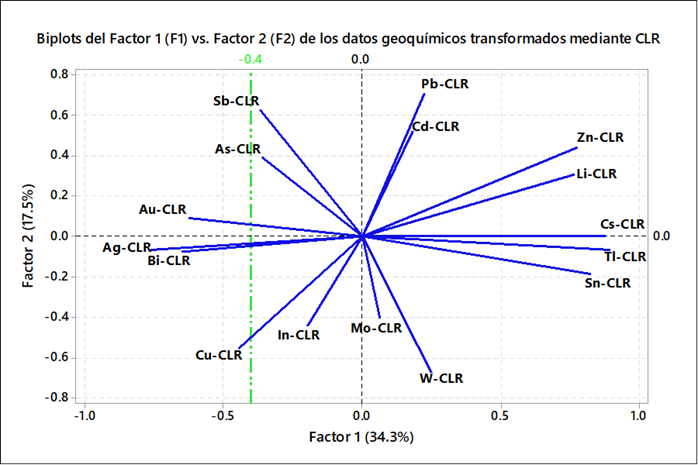 Biplots del Factor 1 (F1) vs. Factor 2 (F2) de los datos geoquímicos transformados mediante CLR
-0.4
0.0
0.8
Pb-CLR
Sb-CLR
0.6
Cd-CLR
Zn-CLR
As-CLR
0.4
Li-CLR
0.2
Au-CLR
Cs-CLR
0.0
0.0
Ag-CLR
Tl-CLR
Bi-CLR
Sn-CLR
-0.2
In-CLR
Mo-CLR
-0.4
Cu-CLR
-0.6
W-CLR
-0.8
Factor 2 (17.5%)
-1.0
-0.5
0.0
0.5
1.0
Factor 1 (34.3%)